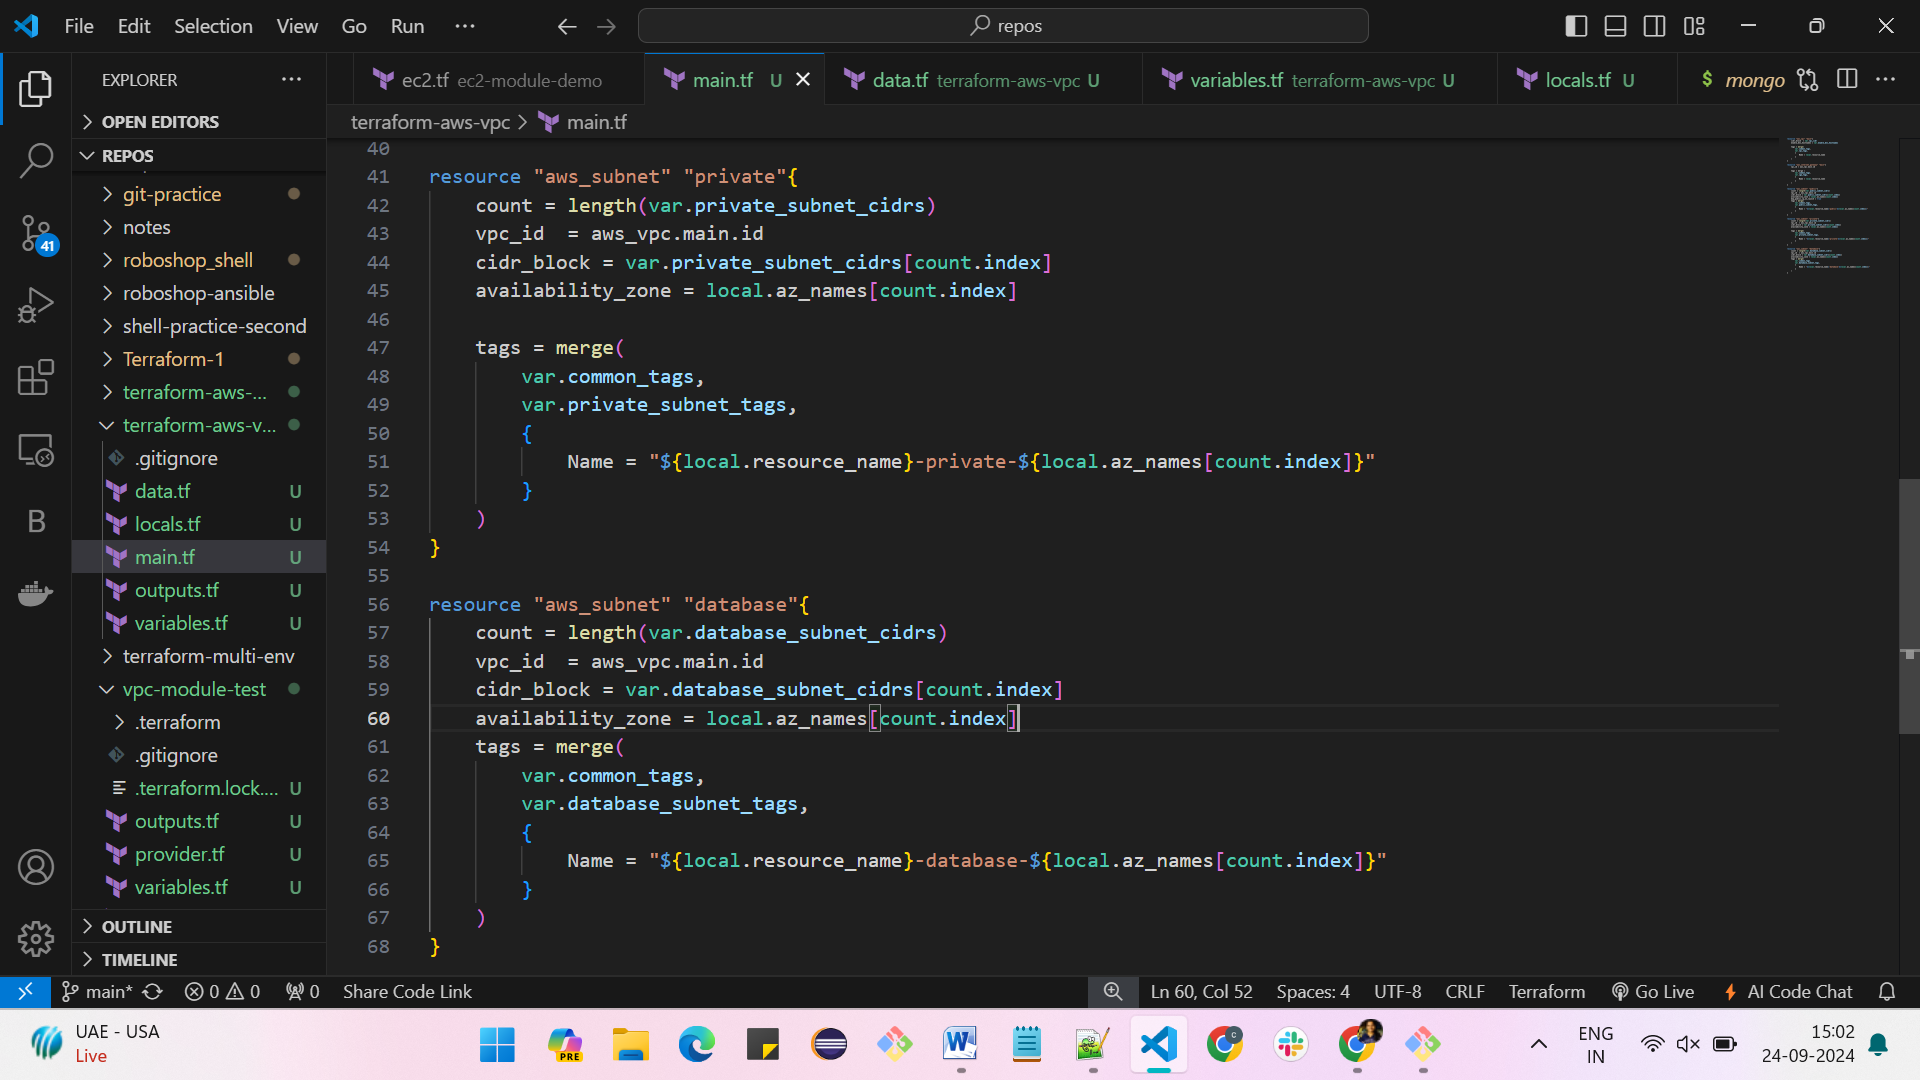 File Edit Selection View Go Run ···
repos
EXPLORER ···
ec2.tf ec2-module-demo
main.tf U
data.tf terraform-aws-vpc U
variables.tf terraform-aws-vpc U
locals.tf U
$ mongo
OPEN EDITORS
REPOS
git-practice
notes
roboshop_shell
roboshop-ansible
shell-practice-second
Terraform-1
terraform-aws-...
terraform-aws-v...
.gitignore
data.tf U
locals.tf U
main.tf U
outputs.tf U
variables.tf U
terraform-multi-env
vpc-module-test
.terraform
.gitignore
.terraform.lock.... U
outputs.tf U
provider.tf U
variables.tf U
OUTLINE
TIMELINE
41
B
terraform-aws-vpc > main.tf
40
41 resource "aws_subnet" "private"{
42 count = length(var.private_subnet_cidrs)
43 vpc_id  = aws_vpc.main.id
44 cidr_block = var.private_subnet_cidrs[count.index]
45 availability_zone = local.az_names[count.index]
46
47 tags = merge(
48 var.common_tags,
49 var.private_subnet_tags,
50 {
51 Name = "${local.resource_name}-private-${local.az_names[count.index]}"
52 }
53 )
54 }
55
56 resource "aws_subnet" "database"{
57 count = length(var.database_subnet_cidrs)
58 vpc_id  = aws_vpc.main.id
59 cidr_block = var.database_subnet_cidrs[count.index]
60 availability_zone = local.az_names[count.index]
61 tags = merge(
62 var.common_tags,
63 var.database_subnet_tags,
64 {
65 Name = "${local.resource_name}-database-${local.az_names[count.index]}"
66 }
67 )
68 }
main* 0 0 0 Share Code Link Ln 60, Col 52 Spaces: 4 UTF-8 CRLF Terraform Go Live AI Code Chat
UAE - USA
Live
PRE
ENG
IN
15:02
24-09-2024